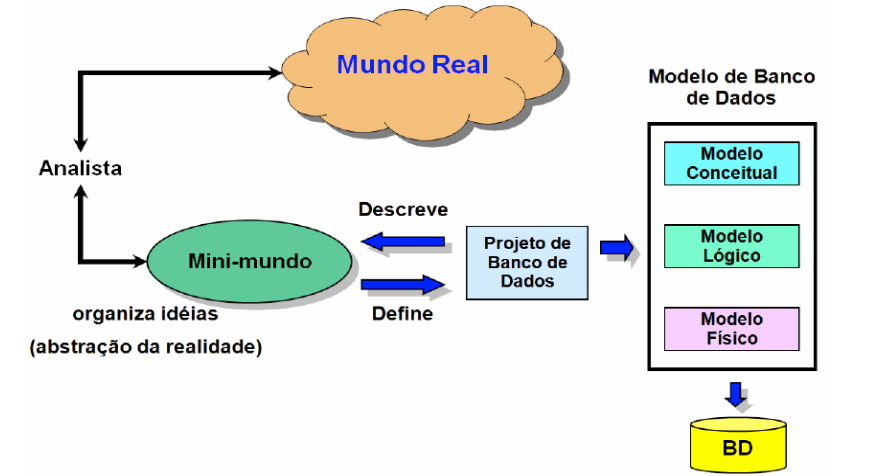 Mundo Real
Modelo de Banco
de Dados
Modelo
Conceitual
Analista
Descreve
Mini-mundo
Projeto de
Banco de
Dados
Modelo
Lógico
organiza idéias
(abstração da realidade)
Define
Modelo
Físico
BD